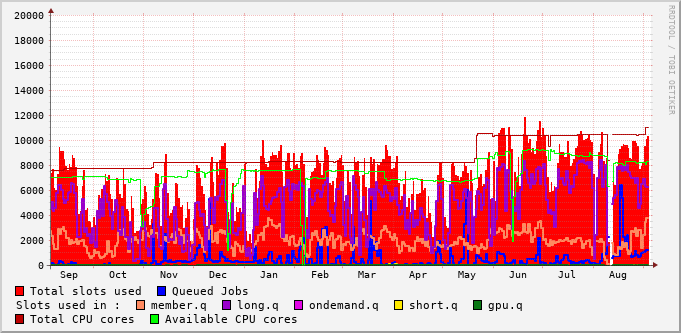 20000
18000
16000
14000
12000
10000
8000
6000
4000
2000
0
Sep Oct Nov Dec Jan Feb Mar Apr May Jun Jul Aug
RRDTOOL / TOBI OETIKER
Total slots used Queued Jobs
Slots used in : member.q long.q ondemand.q short.q gpu.q
Total CPU cores Available CPU cores